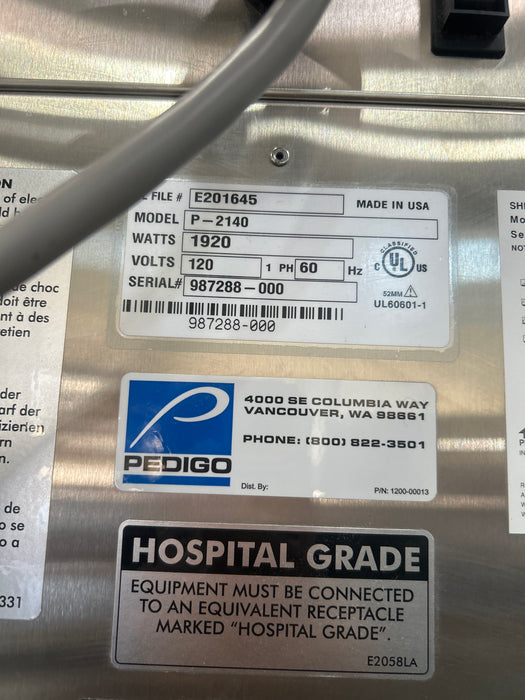 FILE # E201645
MADE IN USA
MODEL P-2140
WATTS 1920
VOLTS 120 1 PH 60 Hz
SERIAL# 987288-000
987288-000
CLASSIFIED
C UL US
52MM
UL60601-1
PEDIGO
4000 SE COLUMBIA WAY
VANCOUVER, WA 98661
PHONE: (800) 822-3501
Dist. By:
P/N: 1200-00013
HOSPITAL GRADE
EQUIPMENT MUST BE CONNECTED
TO AN EQUIVALENT RECEPTACLE
MARKED “HOSPITAL GRADE”.
E2058LA
ON
of
de choc
doit être
nt à des
etien
der
arf der
izierien
rn
n.
de
o se
o a
331
SH
Mo
Se
NO